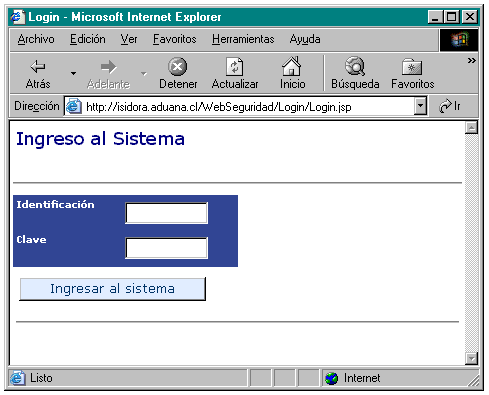 Login - Microsoft Internet Explorer
Archivo Edición Ver Favoritos Herramientas Ayuda
Atrás Adelante Detener Actualizar Inicio Búsqueda Favoritos »
Dirección http://isidora.aduana.cl/WebSeguridad/Login/Login.jsp Ir
Ingreso al Sistema
Identificación
Clave
Ingresar al sistema
Listo Internet